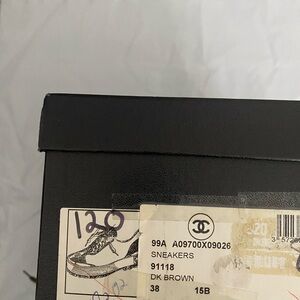 120
99A A09700X09026
SNEAKERS
91118
DK BROWN
38 15B